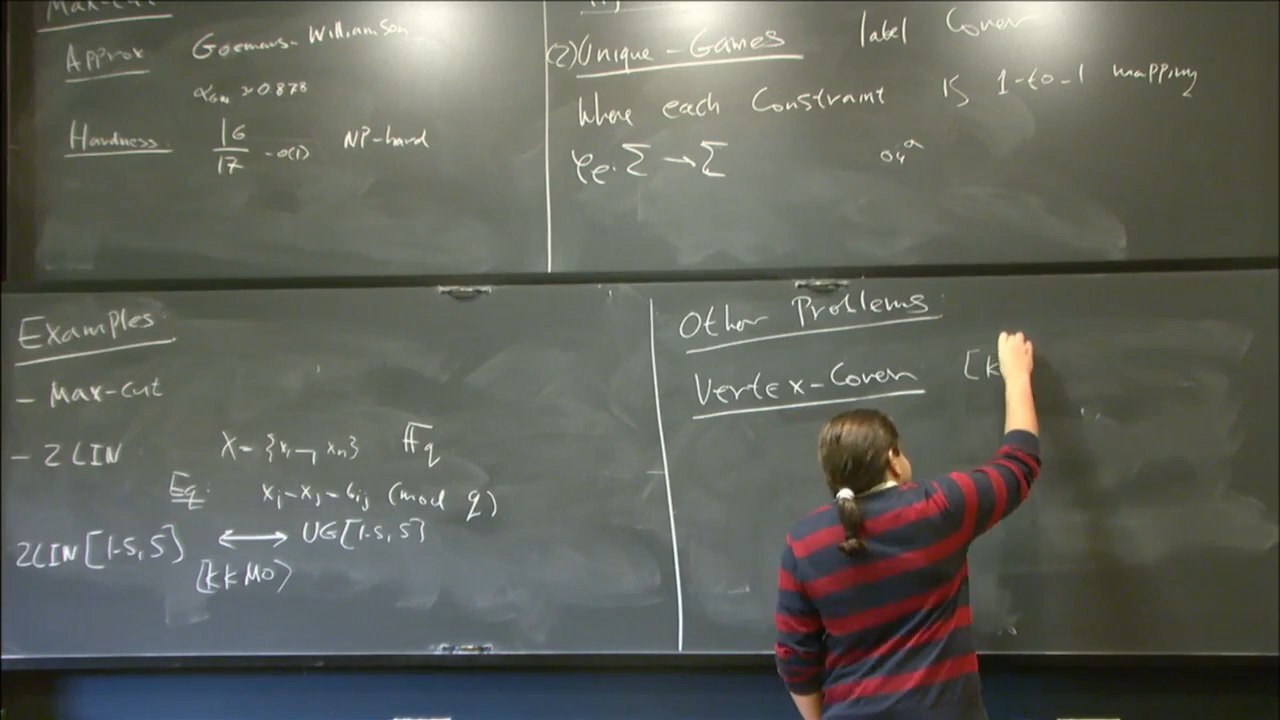 Max-Cut
Approx Goemans-Williamson
α_GW ≈ 0.878
Hardness 16/17 - o(1) NP-hard
(2) Unique-Games label Cover
Where each Constraint is 1-to-1 mapping
φe: Σ → Σ
Examples:
- Max-cut
- 2LIN X = {x1 → xn} Fq
Eq: xi - xj = bij (mod q)
2LIN[1-δ, δ] ⟷ UG[1-δ, δ]
[KKMO]
Other Problems:
Vertex-Cover [K